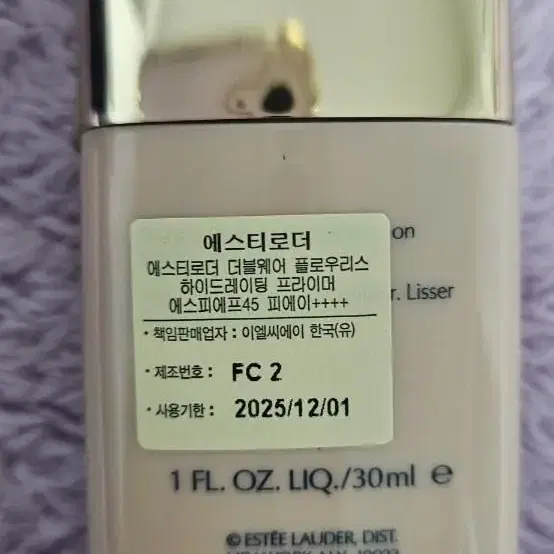 on
r. Lisser
에스티로더
에스티로더 더블웨어 플로우리스
하이드레이팅 프라이머
에스피에프45 피에이++++
· 책임판매업자 : 이엘씨에이 한국(유)
· 제조번호 : FC 2
· 사용기한 : 2025/12/01
1 FL. OZ. LIQ./30ml e
© ESTÉE LAUDER, DIST.